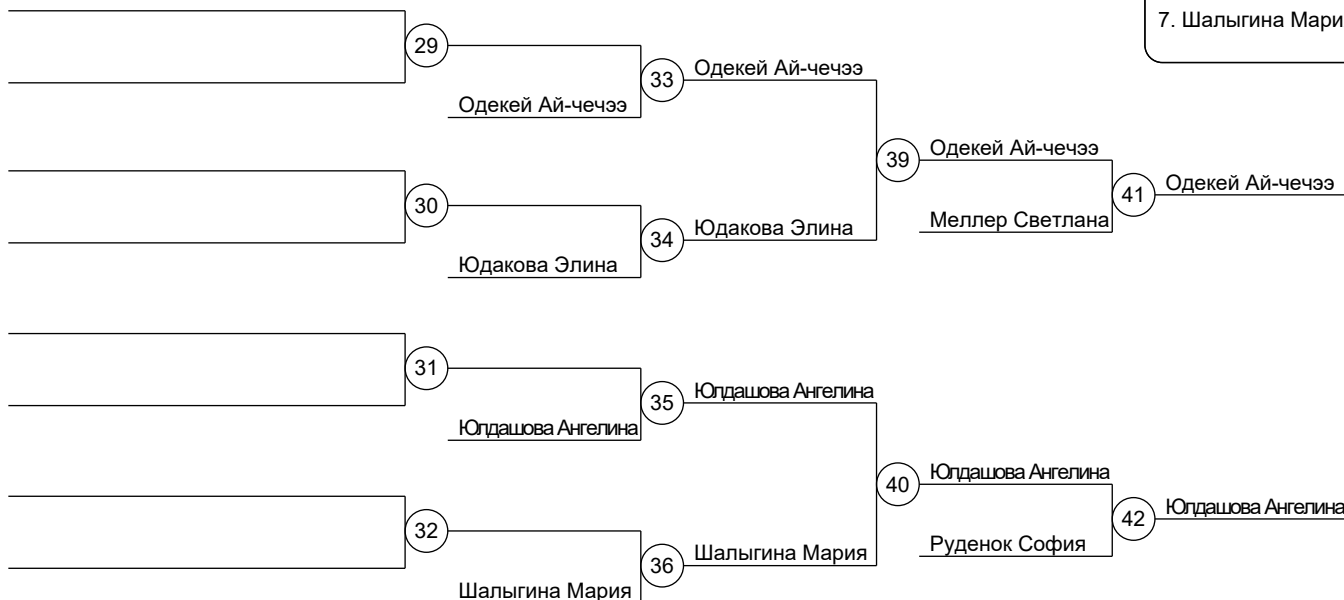 7. Шалыгина Мари
29
33
Одекей Ай-чечээ
Одекей Ай-чечээ
39
Одекей Ай-чечээ
41
Одекей Ай-чечээ
30
34
Юдакова Элина
Меллер Светлана
Юдакова Элина
31
35
Юлдашова Ангелина
Юлдашова Ангелина
40
Юлдашова Ангелина
42
Юлдашова Ангелина
32
36
Шалыгина Мария
Руденок София
Шалыгина Мария